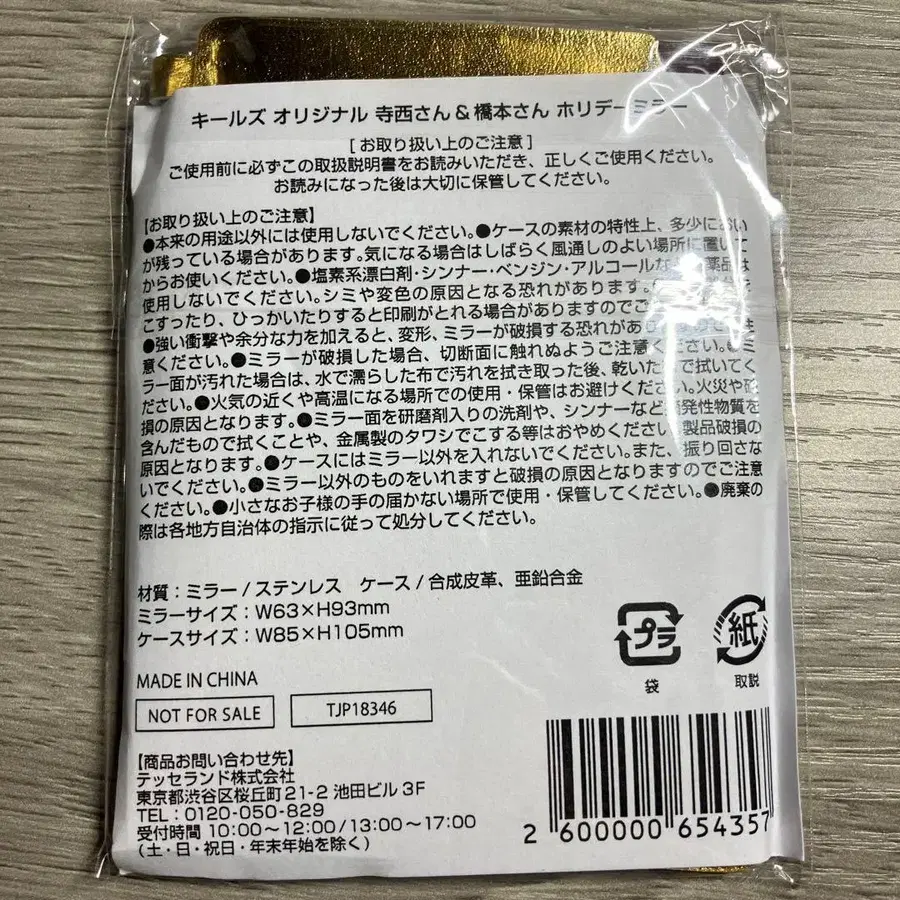 キールズ オリジナル 寺西さん＆橋本さん ホリデーミラー
[ お取り扱い上のご注意 ]
ご使用前に必ずこの取扱説明書をお読みいただき、正しくご使用ください。
お読みになった後は大切に保管してください。
【お取り扱い上のご注意】
●本来の用途以外には使用しないでください。●ケースの素材の特性上、多少におい
が残っている場合があります。気になる場合はしばらく風通しのよい場所に置いて
からお使いください。●塩素系漂白剤・シンナー・ベンジン・アルコールな 薬品は
使用しないでください。シミや変色の原因となる恐れがあります。
こすったり、ひっかいたりすると印刷がとれる場合がありますのでご
●強い衝撃や余分な力を加えると、変形、ミラーが破損する恐れがあります
意ください。●ミラーが破損した場合、切断面に触れぬようご注意ください。●ミ
ラー面が汚れた場合は、水で濡らした布で汚れを拭き取った後、乾いた 拭いてく
ださい。●火気の近くや高温になる場所での使用・保管はお避けください。火災や破
損の原因となります。●ミラー面を研磨剤入りの洗剤や、シンナーなど 発性物質を
含んだもので拭くことや、金属製のタワシでこする等はおやめください 製品破損の
原因となります。●ケースにはミラー以外を入れないでください。また、振り回さな
いでください。●ミラー以外のものをいれますと破損の原因となりますのでご注意
ください。●小さなお子様の手の届かない場所で使用・保管してください。●廃棄の
際は各地方自治体の指示に従って処分してください。
材質：ミラー/ステンレス ケース/合成皮革、亜鉛合金
ミラーサイズ：W63×H93mm
ケースサイズ：W85×H105mm
プラ
袋
紙
取説
MADE IN CHINA
NOT FOR SALE
TJP18346
【商品お問い合わせ先】
テッセランド株式会社
東京都渋谷区桜丘町21-2 池田ビル 3F
TEL：0120-050-829
受付時間 10:00～12:00/13:00～17:00
(土・日・祝日・年末年始を除く)
2 600000 654357